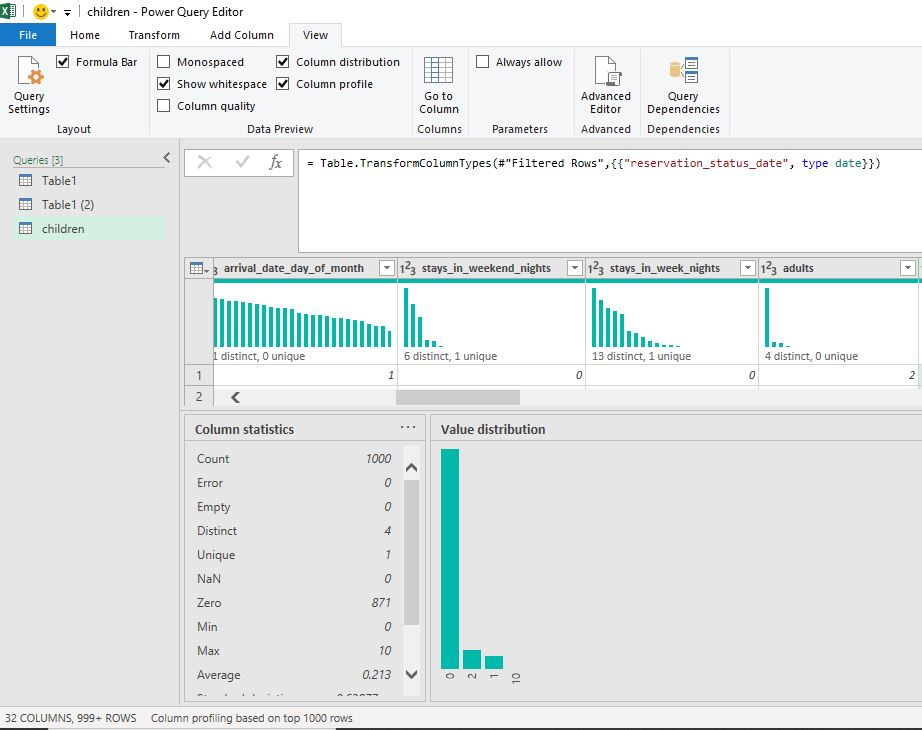 children - Power Query Editor
File Home Transform Add Column View
Query Settings
Formula Bar
Layout
Monospaced
Show whitespace
Column quality
Column distribution
Column profile
Data Preview
Go to Column
Columns
Always allow
Parameters
Advanced Editor
Advanced
Query Dependencies
Dependencies
Queries [3]
Table1
Table1 (2)
children
fx
= Table.TransformColumnTypes(#"Filtered Rows",{{"reservation_status_date", type date}})
3 arrival_date_day_of_month
123 stays_in_weekend_nights
123 stays_in_week_nights
123 adults
1 distinct, 0 unique
6 distinct, 1 unique
13 distinct, 1 unique
4 distinct, 0 unique
1 1 0 0 2
2
Column statistics
Count 1000
Error 0
Empty 0
Distinct 4
Unique 1
NaN 0
Zero 871
Min 0
Max 10
Average 0.213
Value distribution
0 2 1 10
32 COLUMNS, 999+ ROWS Column profiling based on top 1000 rows